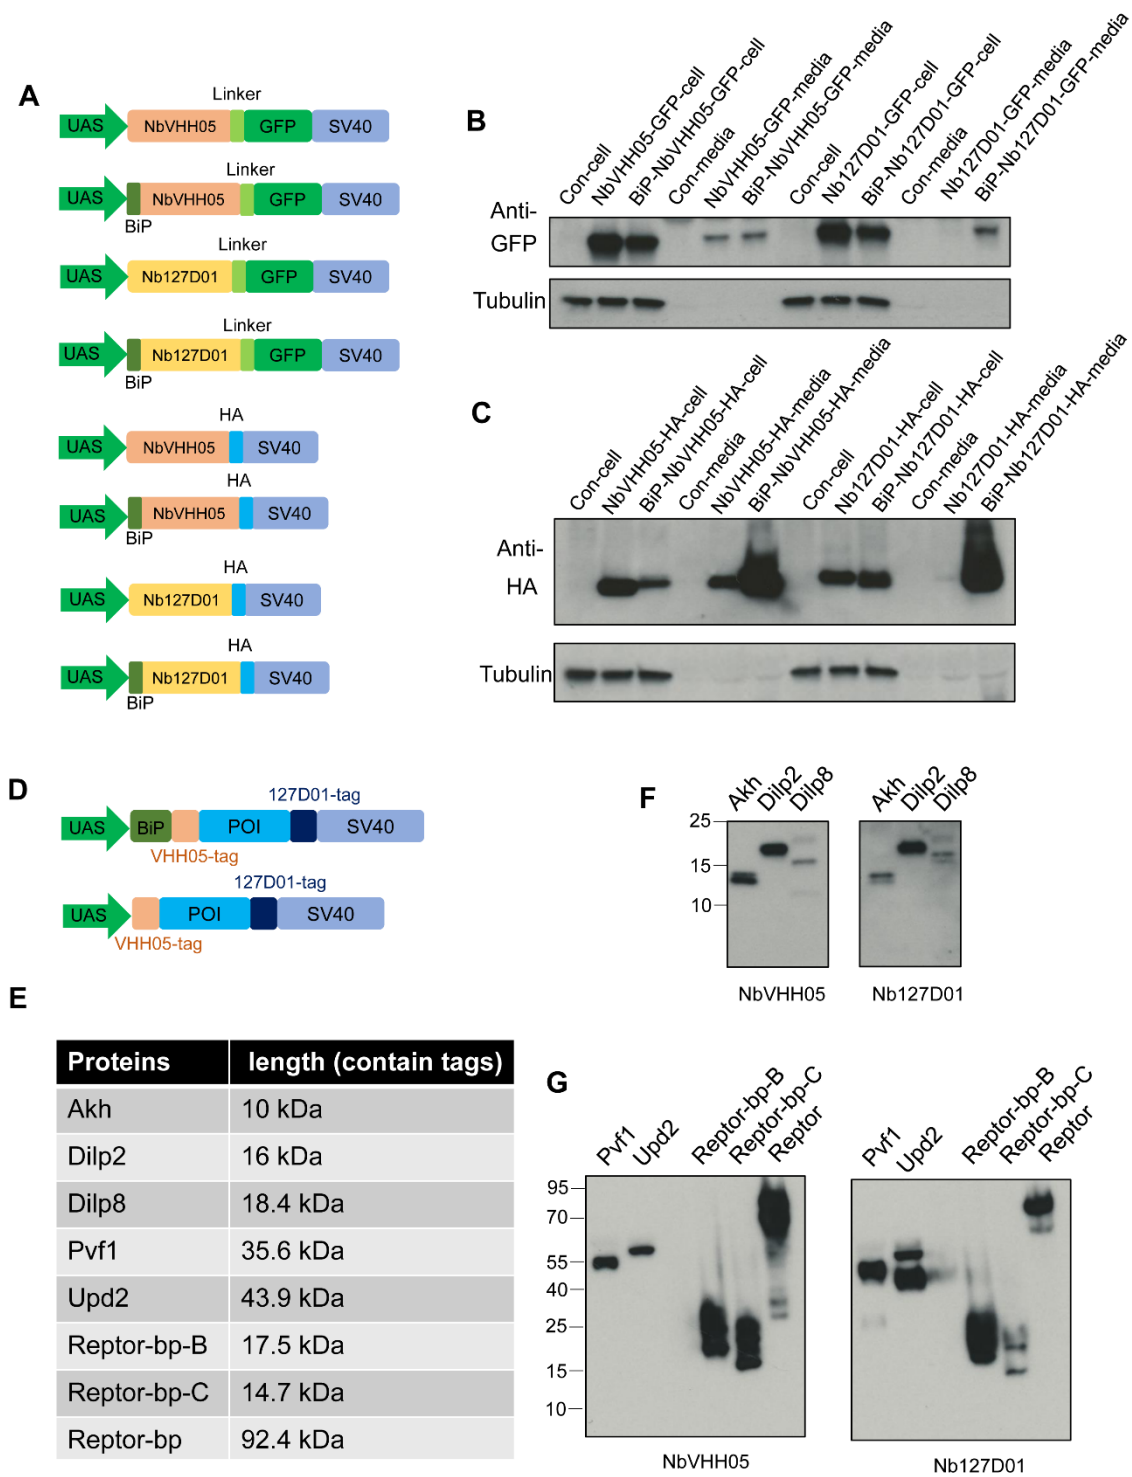 A
Linker
UAS NbVHH05 GFP SV40
Linker
UAS NbVHH05 GFP SV40
BiP
Linker
UAS Nb127D01 GFP SV40
Linker
UAS Nb127D01 GFP SV40
BiP
HA
UAS NbVHH05 SV40
HA
UAS NbVHH05 SV40
BiP
HA
UAS Nb127D01 SV40
HA
UAS Nb127D01 SV40
BiP
B
Con-cell
NbVHH05-GFP-cell
BiP-NbVHH05-GFP-cell
Con-media
NbVHH05-GFP-media
BiP-NbVHH05-GFP-media
Con-cell
Nb127D01-GFP-cell
BiP-Nb127D01-GFP-cell
Con-media
Nb127D01-GFP-media
BiP-Nb127D01-GFP-media
Anti-
GFP
Tubulin
C
Con-cell
NbVHH05-HA-cell
BiP-NbVHH05-HA-cell
Con-media
NbVHH05-HA-media
BiP-NbVHH05-HA-media
Con-cell
Nb127D01-HA-cell
BiP-Nb127D01-HA-cell
Con-media
Nb127D01-HA-media
BiP-Nb127D01-HA-media
Anti-
HA
Tubulin
D
127D01-tag
UAS BiP POI SV40
VHH05-tag
127D01-tag
UAS POI SV40
VHH05-tag
E
Proteins length (contain tags)
Akh 10 kDa
Dilp2 16 kDa
Dilp8 18.4 kDa
Pvf1 35.6 kDa
Upd2 43.9 kDa
Reptor-bp-B 17.5 kDa
Reptor-bp-C 14.7 kDa
Reptor-bp 92.4 kDa
F
Akh Dilp2 Dilp8 Akh Dilp2 Dilp8
25
15
10
NbVHH05 Nb127D01
G
Pvf1 Upd2 Reptor-bp-B Reptor-bp-C Reptor Pvf1 Upd2 Reptor-bp-B Reptor-bp-C Reptor
95
70
55
40
25
15
10
NbVHH05 Nb127D01